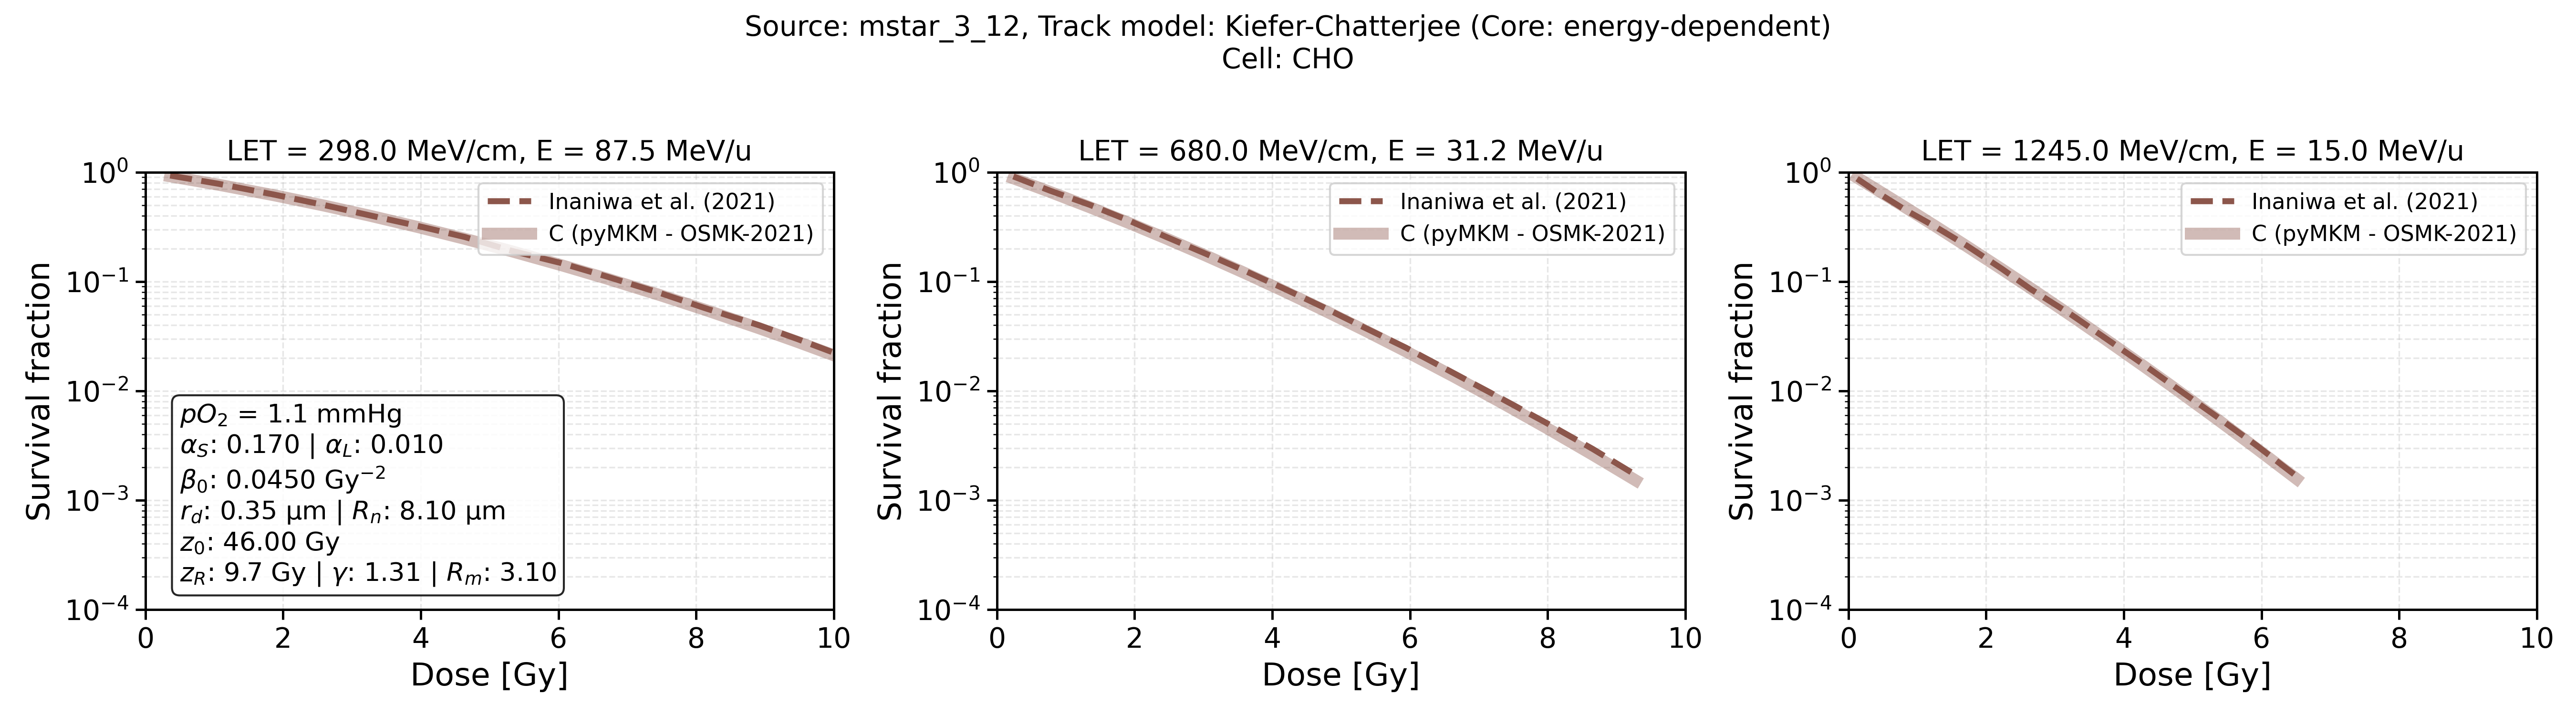 Source: mstar_3_12, Track model: Kiefer-Chatterjee (Core: energy-dependent)
Cell: CHO
LET = 298.0 MeV/cm, E = 87.5 MeV/u
Survival fraction
10⁰
10⁻¹
10⁻²
10⁻³
10⁻⁴
Inaniwa et al. (2021)
C (pyMKM - OSMK-2021)
pO₂ = 1.1 mmHg
α_S: 0.170 | α_L: 0.010
β₀: 0.0450 Gy⁻²
r_d: 0.35 µm | R_n: 8.10 µm
z₀: 46.00 Gy
z_R: 9.7 Gy | γ: 1.31 | R_m: 3.10
0 2 4 6 8 10
Dose [Gy]
LET = 680.0 MeV/cm, E = 31.2 MeV/u
Survival fraction
10⁰
10⁻¹
10⁻²
10⁻³
10⁻⁴
Inaniwa et al. (2021)
C (pyMKM - OSMK-2021)
0 2 4 6 8 10
Dose [Gy]
LET = 1245.0 MeV/cm, E = 15.0 MeV/u
Survival fraction
10⁰
10⁻¹
10⁻²
10⁻³
10⁻⁴
Inaniwa et al. (2021)
C (pyMKM - OSMK-2021)
0 2 4 6 8 10
Dose [Gy]